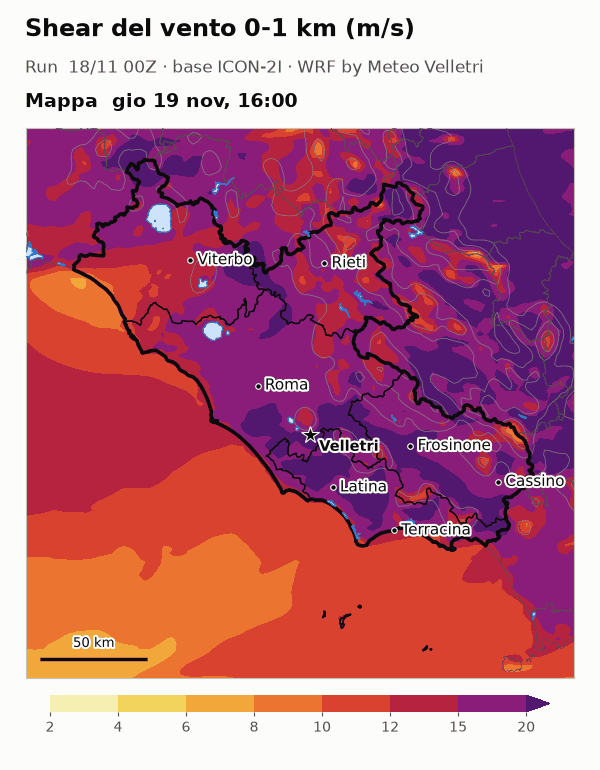 Shear del vento 0-1 km (m/s)
Run  18/11 00Z · base ICON-2I · WRF by Meteo Velletri
Mappa  gio 19 nov, 16:00
Viterbo
Rieti
Roma
Velletri
Frosinone
Latina
Cassino
Terracina
50 km
2 4 6 8 10 12 15 20